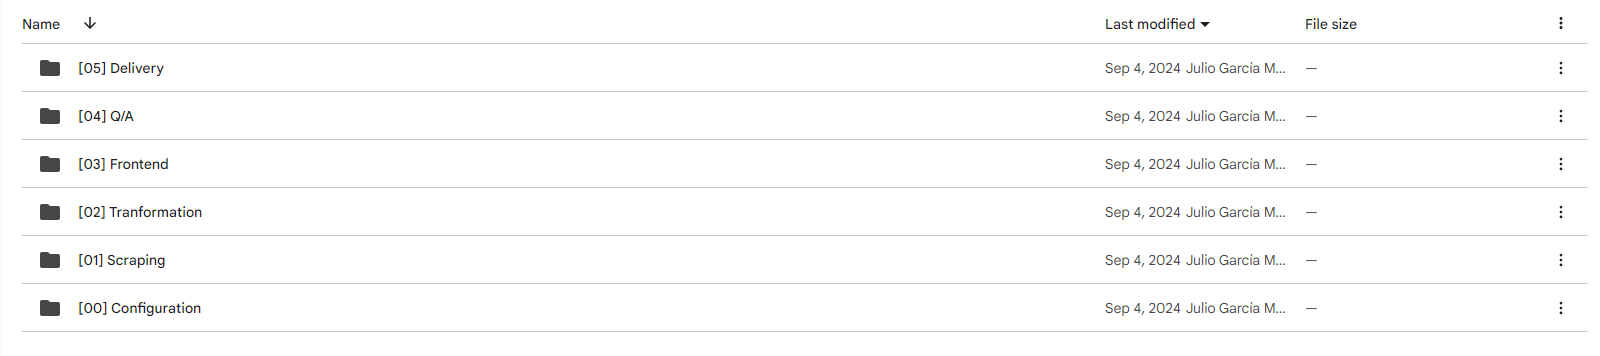 Name Last modified File size
[05] Delivery Sep 4, 2024 Julio García M... —
[04] Q/A Sep 4, 2024 Julio García M... —
[03] Frontend Sep 4, 2024 Julio García M... —
[02] Tranformation Sep 4, 2024 Julio García M... —
[01] Scraping Sep 4, 2024 Julio García M... —
[00] Configuration Sep 4, 2024 Julio García M... —